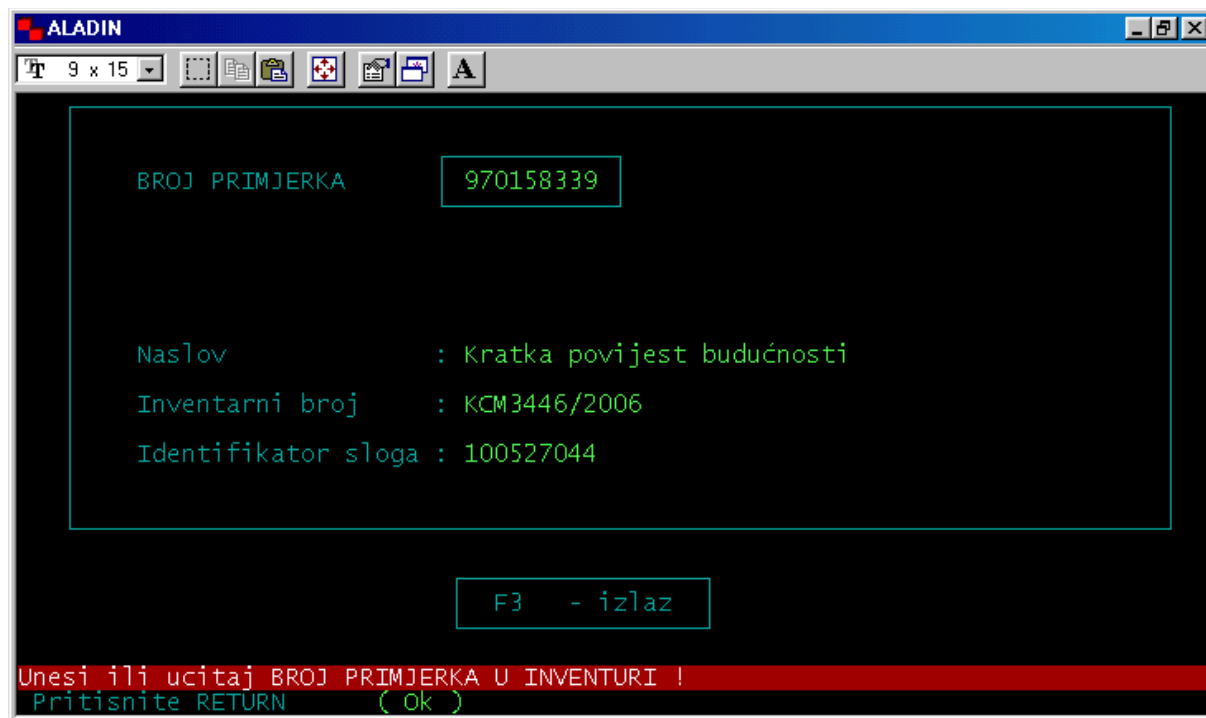 ALADIN
9 x 15
A
BROJ PRIMJERKA 970158339
Naslov : Kratka povijest budućnosti
Inventarni broj : KCM3446/2006
Identifikator sloga : 100527044
F3 - izlaz
Unesi ili ucitaj BROJ PRIMJERKA U INVENTURI !
Pritisnite RETURN ( Ok )